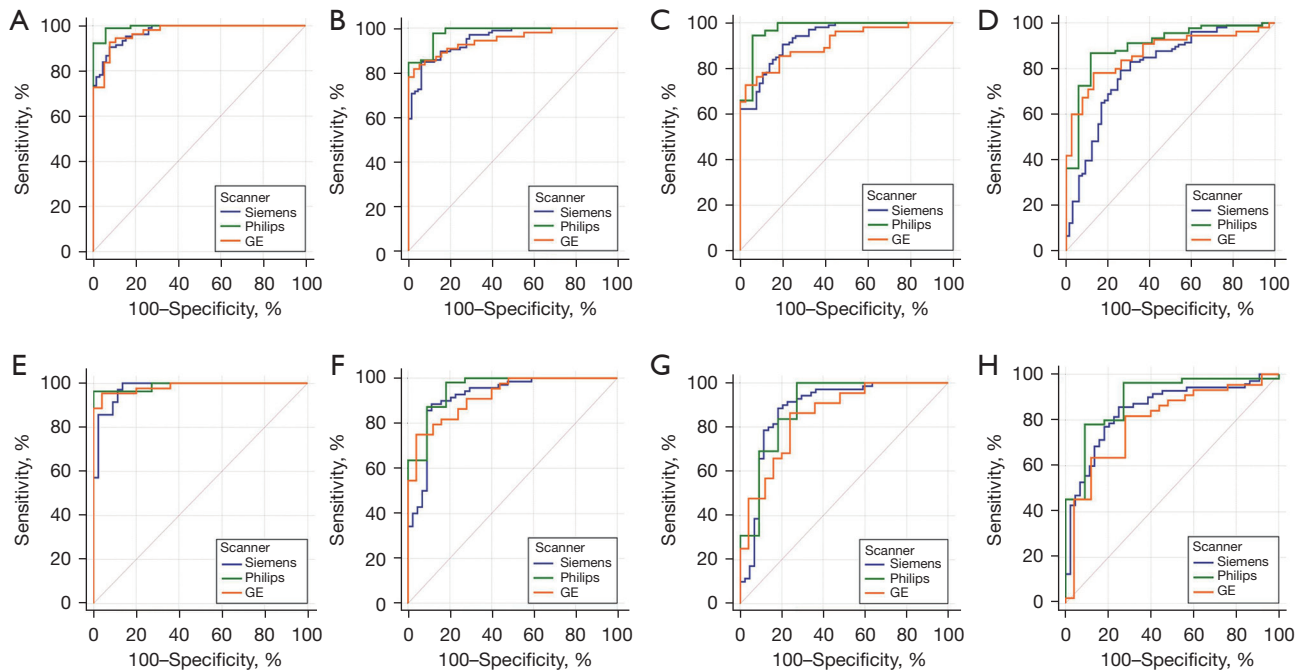 A
Sensitivity, %
100
80
60
40
20
0
Scanner
Siemens
Philips
GE
0 20 40 60 80 100
100–Specificity, %
B
Sensitivity, %
100
80
60
40
20
0
Scanner
Siemens
Philips
GE
0 20 40 60 80 100
100–Specificity, %
C
Sensitivity, %
100
80
60
40
20
0
Scanner
Siemens
Philips
GE
0 20 40 60 80 100
100–Specificity, %
D
Sensitivity, %
100
80
60
40
20
0
Scanner
Siemens
Philips
GE
0 20 40 60 80 100
100–Specificity, %
E
Sensitivity, %
100
80
60
40
20
0
Scanner
Siemens
Philips
GE
0 20 40 60 80 100
100–Specificity, %
F
Sensitivity, %
100
80
60
40
20
0
Scanner
Siemens
Philips
GE
0 20 40 60 80 100
100–Specificity, %
G
Sensitivity, %
100
80
60
40
20
0
Scanner
Siemens
Philips
GE
0 20 40 60 80 100
100–Specificity, %
H
Sensitivity, %
100
80
60
40
20
0
Scanner
Siemens
Philips
GE
0 20 40 60 80 100
100–Specificity, %